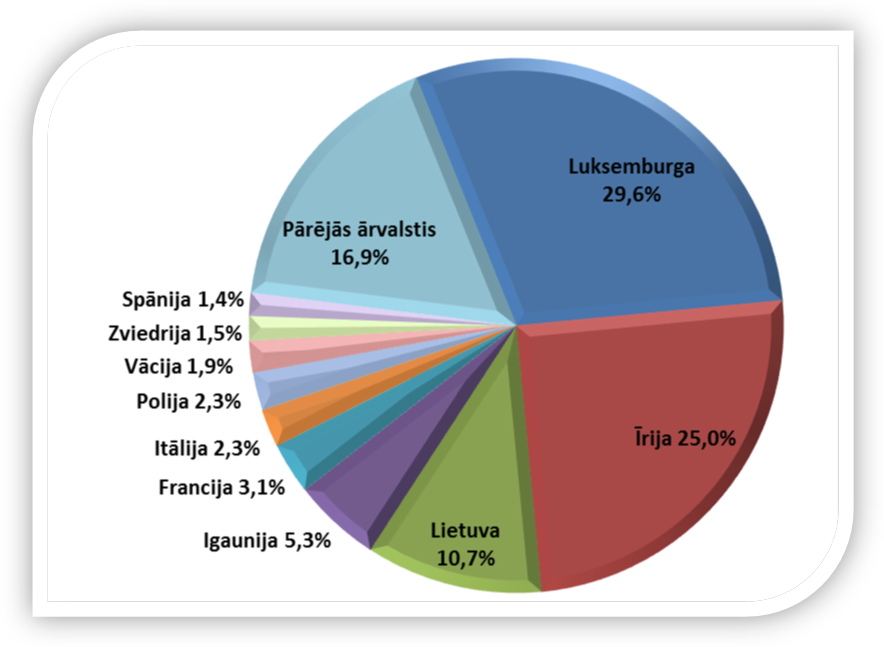 Luksemburga
29,6%
Pārējās ārvalstis
16,9%
Spānija 1,4%
Zviedrija 1,5%
Vācija 1,9%
Polija 2,3%
Itālija 2,3%
Francija 3,1%
Igaunija 5,3%
Lietuva
10,7%
Īrija 25,0%